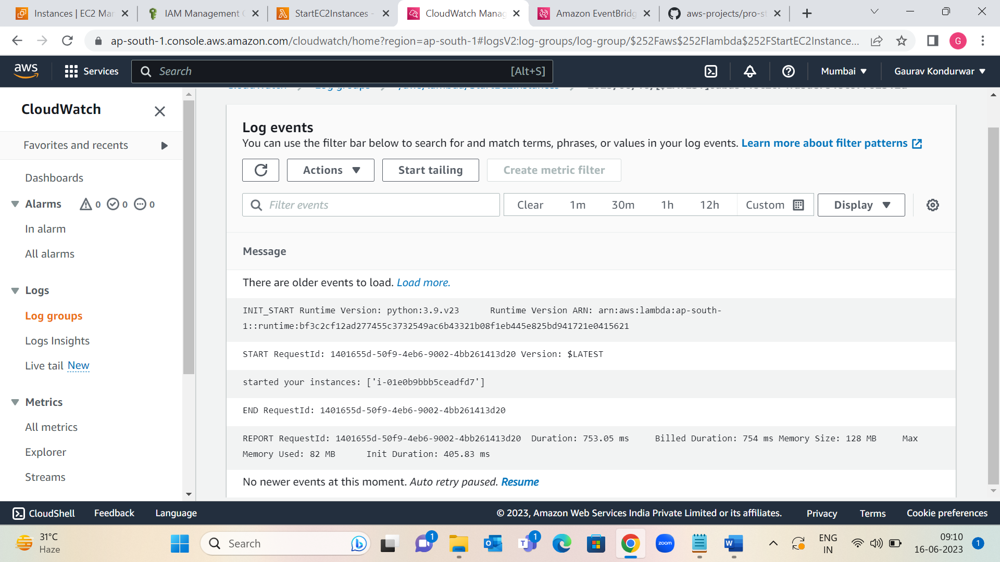 Instances | EC2 Mar
IAM Management C
StartEC2Instances -
CloudWatch Manag
Amazon EventBridg
aws-projects/pro-st
ap-south-1.console.aws.amazon.com/cloudwatch/home?region=ap-south-1#logsV2:log-groups/log-group/$252Faws$252Flambda$252FStartEC2Instance...
G
aws
Services
Search
[Alt+S]
Mumbai
Gaurav Kondurwar
CloudWatch
Favorites and recents
Dashboards
Alarms 0 0 0
In alarm
All alarms
Logs
Log groups
Logs Insights
Live tail New
Metrics
All metrics
Explorer
Streams
Log events
You can use the filter bar below to search for and match terms, phrases, or values in your log events. Learn more about filter patterns
Actions
Start tailing
Create metric filter
Filter events
Clear 1m 30m 1h 12h Custom
Display
Message
There are older events to load. Load more.
INIT_START Runtime Version: python:3.9.v23 Runtime Version ARN: arn:aws:lambda:ap-south-
1::runtime:bf3c2cf12ad277455c3732549ac6b43321b08f1eb445e825bd941721e0415621
START RequestId: 1401655d-50f9-4eb6-9002-4bb261413d20 Version: $LATEST
started your instances: ['i-01e0b9bbb5ceadfd7']
END RequestId: 1401655d-50f9-4eb6-9002-4bb261413d20
REPORT RequestId: 1401655d-50f9-4eb6-9002-4bb261413d20 Duration: 753.05 ms Billed Duration: 754 ms Memory Size: 128 MB Max
Memory Used: 82 MB Init Duration: 405.83 ms
No newer events at this moment. Auto retry paused. Resume
CloudShell
Feedback
Language
© 2023, Amazon Web Services India Private Limited or its affiliates.
Privacy
Terms
Cookie preferences
31°C
Haze
Search
1
1
zoom
ENG
IN
09:10
16-06-2023
1